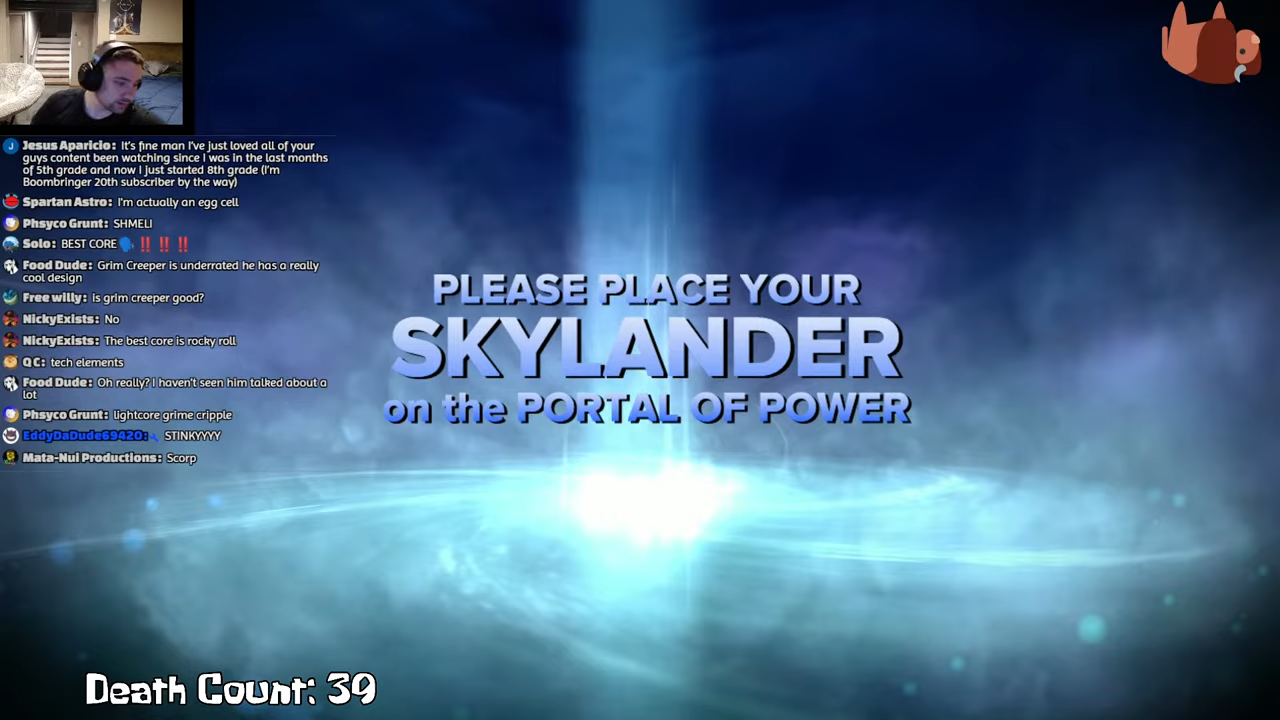 Jesus Aparicio: It's fine man I've just loved all of your
guys content been watching since I was in the last months
of 5th grade and now I just started 8th grade (I'm
Boombringer 20th subscriber by the way)
Spartan Astro: I'm actually an egg cell
Phsyco Grunt: SHMELI
Solo: BEST CORE🗣️‼️‼️‼️
Food Dude: Grim Creeper is underrated he has a really
cool design
Free willy: is grim creeper good?
NickyExists: No
NickyExists: The best core is rocky roll
Q C: tech elements
Food Dude: Oh really? I haven't seen him talked about a
lot
Phsyco Grunt: lightcore grime cripple
EddyDaDude69420: STINKYYYY
Mata-Nui Productions: Scorp
PLEASE PLACE YOUR
SKYLANDER
on the PORTAL OF POWER
Death Count: 39